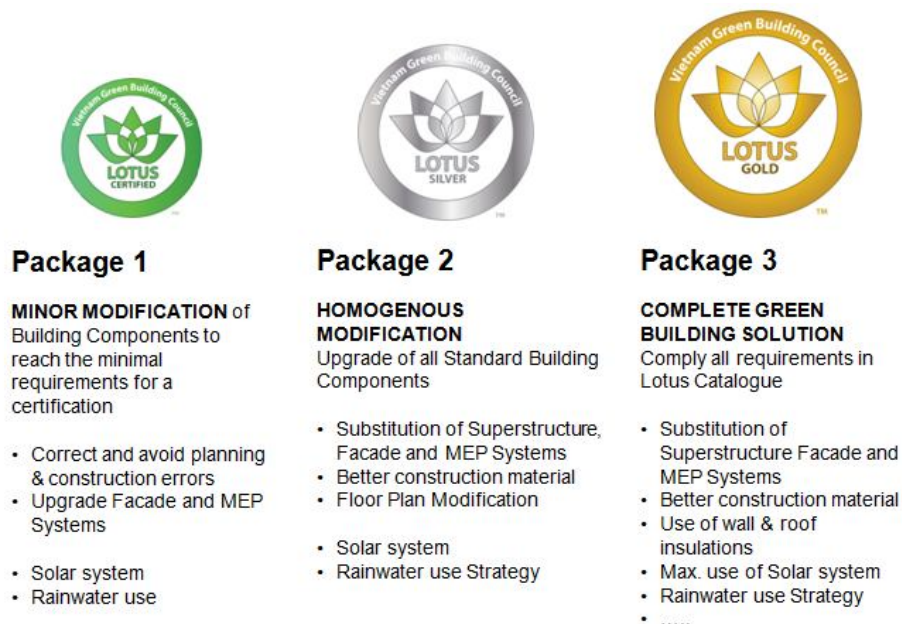 Vietnam Green Building Council
LOTUS
CERTIFIED
™
Vietnam Green Building Council
LOTUS
SILVER
™
Vietnam Green Building Council
LOTUS
GOLD
TM
Package 1
MINOR MODIFICATION of
Building Components to
reach the minimal
requirements for a
certification
• Correct and avoid planning
& construction errors
• Upgrade Facade and MEP
Systems
• Solar system
• Rainwater use
Package 2
HOMOGENOUS
MODIFICATION
Upgrade of all Standard Building
Components
• Substitution of Superstructure,
Facade and MEP Systems
• Better construction material
• Floor Plan Modification
• Solar system
• Rainwater use Strategy
Package 3
COMPLETE GREEN
BUILDING SOLUTION
Comply all requirements in
Lotus Catalogue
• Substitution of
Superstructure Facade and
MEP Systems
• Better construction material
• Use of wall & roof
insulations
• Max. use of Solar system
• Rainwater use Strategy
• .....